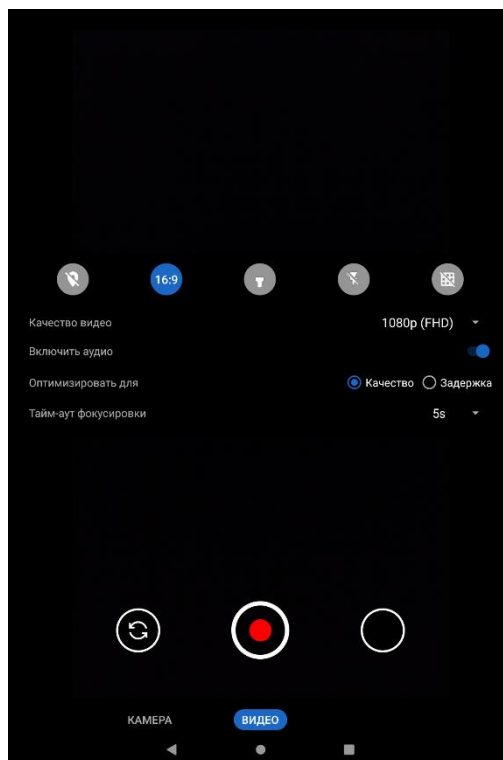 16:9
Качество видео 1080p (FHD)
Включить аудио
Оптимизировать для Качество Задержка
Тайм-аут фокусировки 5s
КАМЕРА ВИДЕО